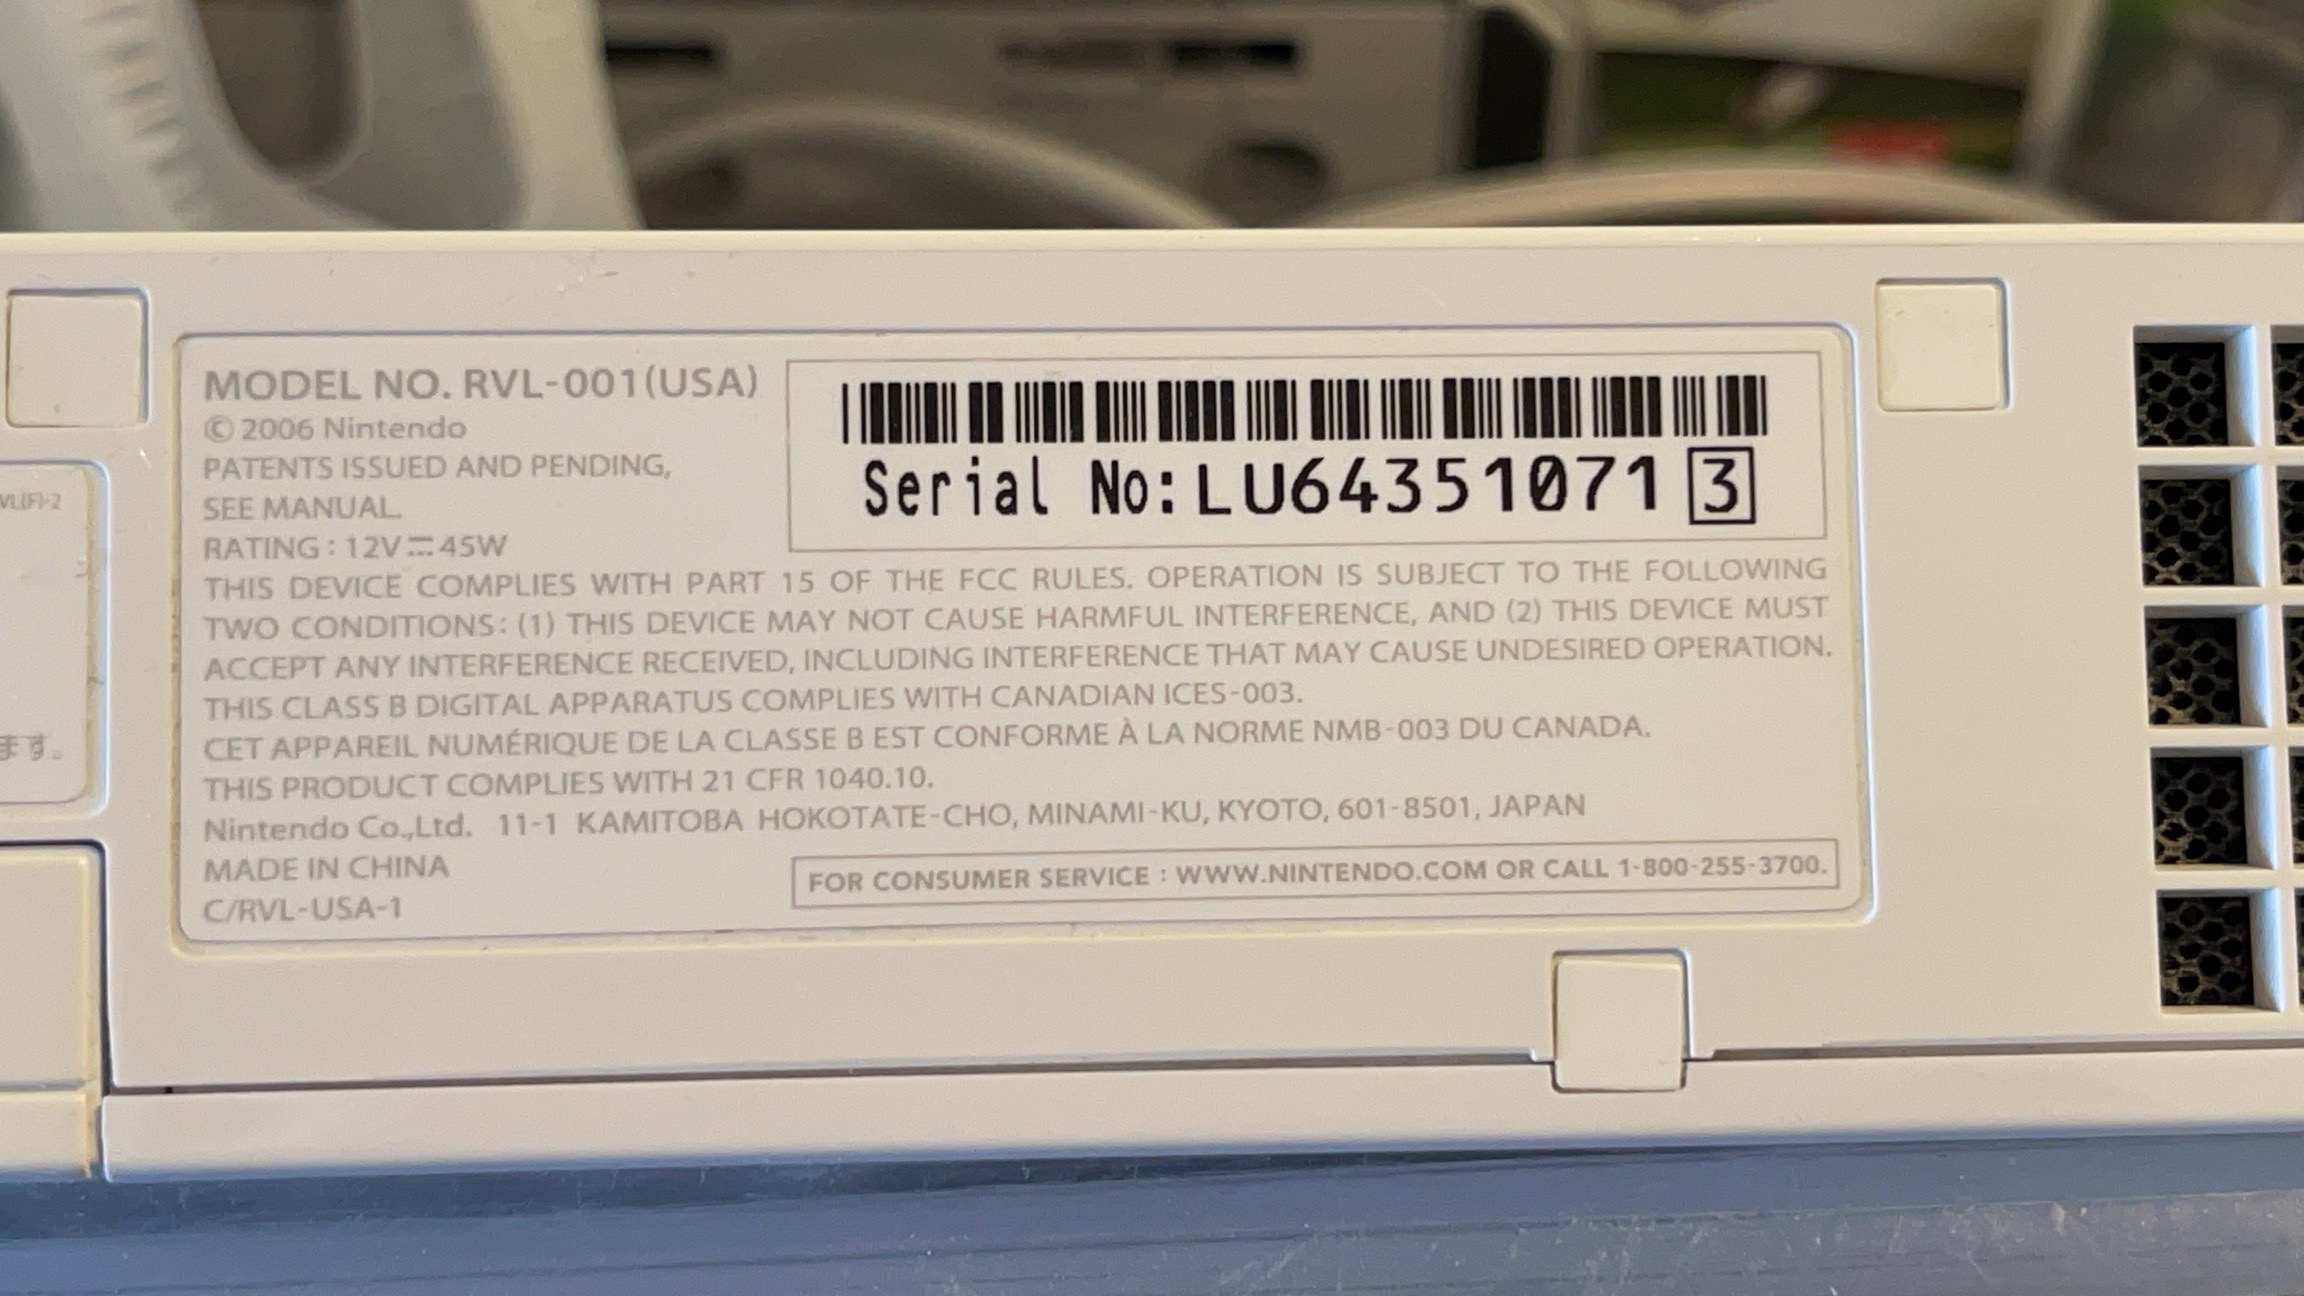 MODEL NO. RVL-001(USA)
© 2006 Nintendo
PATENTS ISSUED AND PENDING,
SEE MANUAL.
RATING : 12V⎓45W
Serial No:LU64351071 3
THIS DEVICE COMPLIES WITH PART 15 OF THE FCC RULES. OPERATION IS SUBJECT TO THE FOLLOWING
TWO CONDITIONS: (1) THIS DEVICE MAY NOT CAUSE HARMFUL INTERFERENCE, AND (2) THIS DEVICE MUST
ACCEPT ANY INTERFERENCE RECEIVED, INCLUDING INTERFERENCE THAT MAY CAUSE UNDESIRED OPERATION.
THIS CLASS B DIGITAL APPARATUS COMPLIES WITH CANADIAN ICES-003.
CET APPAREIL NUMÉRIQUE DE LA CLASSE B EST CONFORME À LA NORME NMB-003 DU CANADA.
THIS PRODUCT COMPLIES WITH 21 CFR 1040.10.
Nintendo Co.,Ltd. 11-1 KAMITOBA HOKOTATE-CHO, MINAMI-KU, KYOTO, 601-8501, JAPAN
MADE IN CHINA
C/RVL-USA-1
FOR CONSUMER SERVICE : WWW.NINTENDO.COM OR CALL 1-800-255-3700.
VL(F)-2
ます。